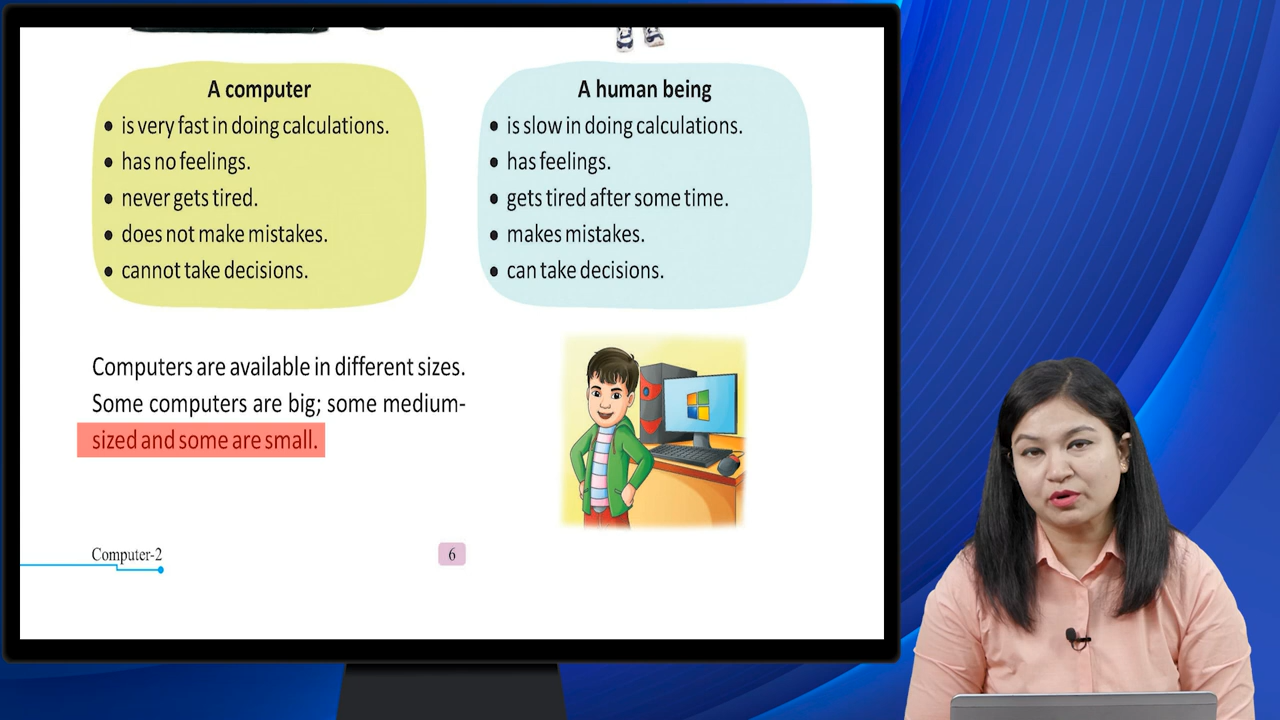 A computer
• is very fast in doing calculations.
• has no feelings.
• never gets tired.
• does not make mistakes.
• cannot take decisions.
A human being
• is slow in doing calculations.
• has feelings.
• gets tired after some time.
• makes mistakes.
• can take decisions.
Computers are available in different sizes.
Some computers are big; some medium-
sized and some are small.
Computer-2
6